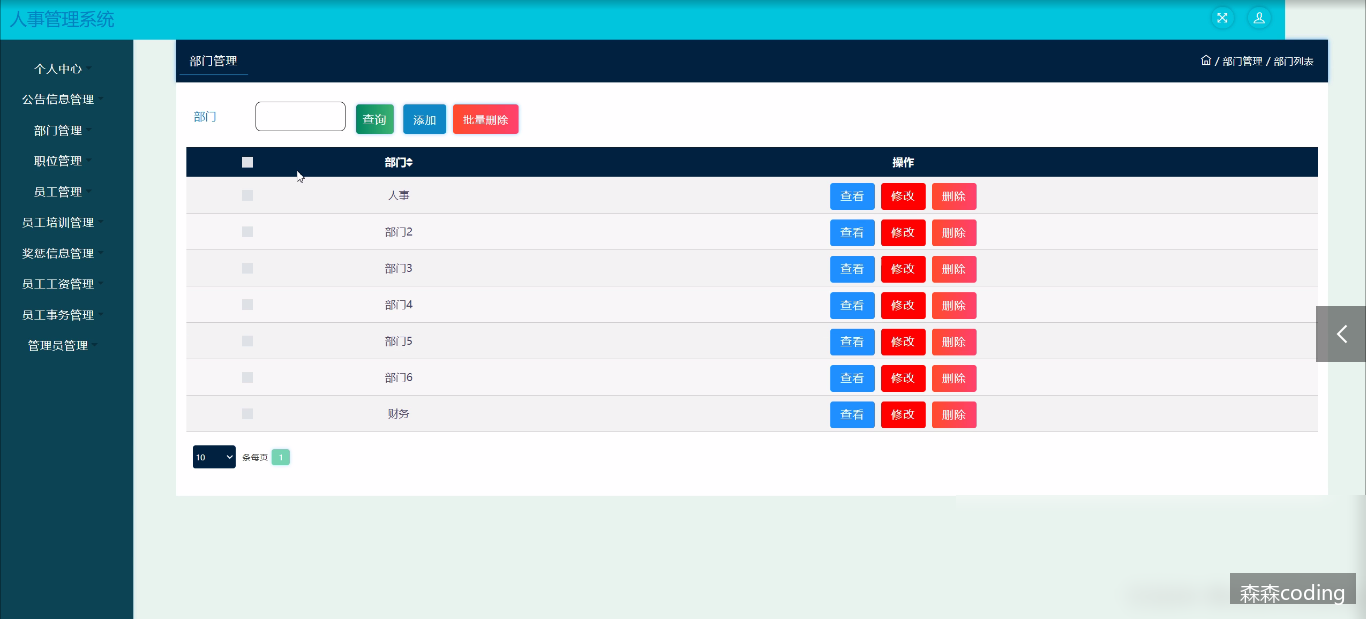 人事管理系统
部门管理
/ 部门管理 / 部门列表
个人中心
公告信息管理
部门管理
职位管理
员工管理
员工培训管理
奖惩信息管理
员工工资管理
员工事务管理
管理员管理
部门 查询 添加 批量删除
部门 操作
人事 查看 修改 删除
部门2 查看 修改 删除
部门3 查看 修改 删除
部门4 查看 修改 删除
部门5 查看 修改 删除
部门6 查看 修改 删除
财务 查看 修改 删除
10 条每页 1
森森coding